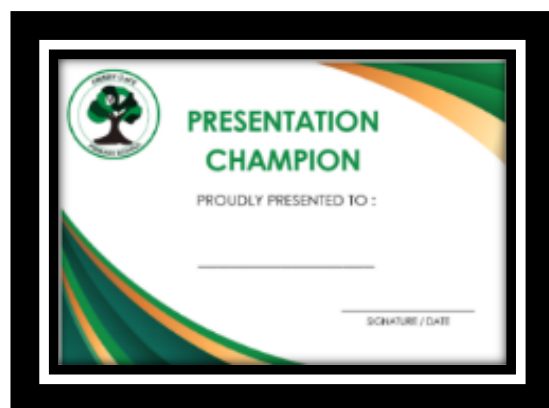 PRESENTATION
CHAMPION
PROUDLY PRESENTED TO :
SIGNATURE / DATE